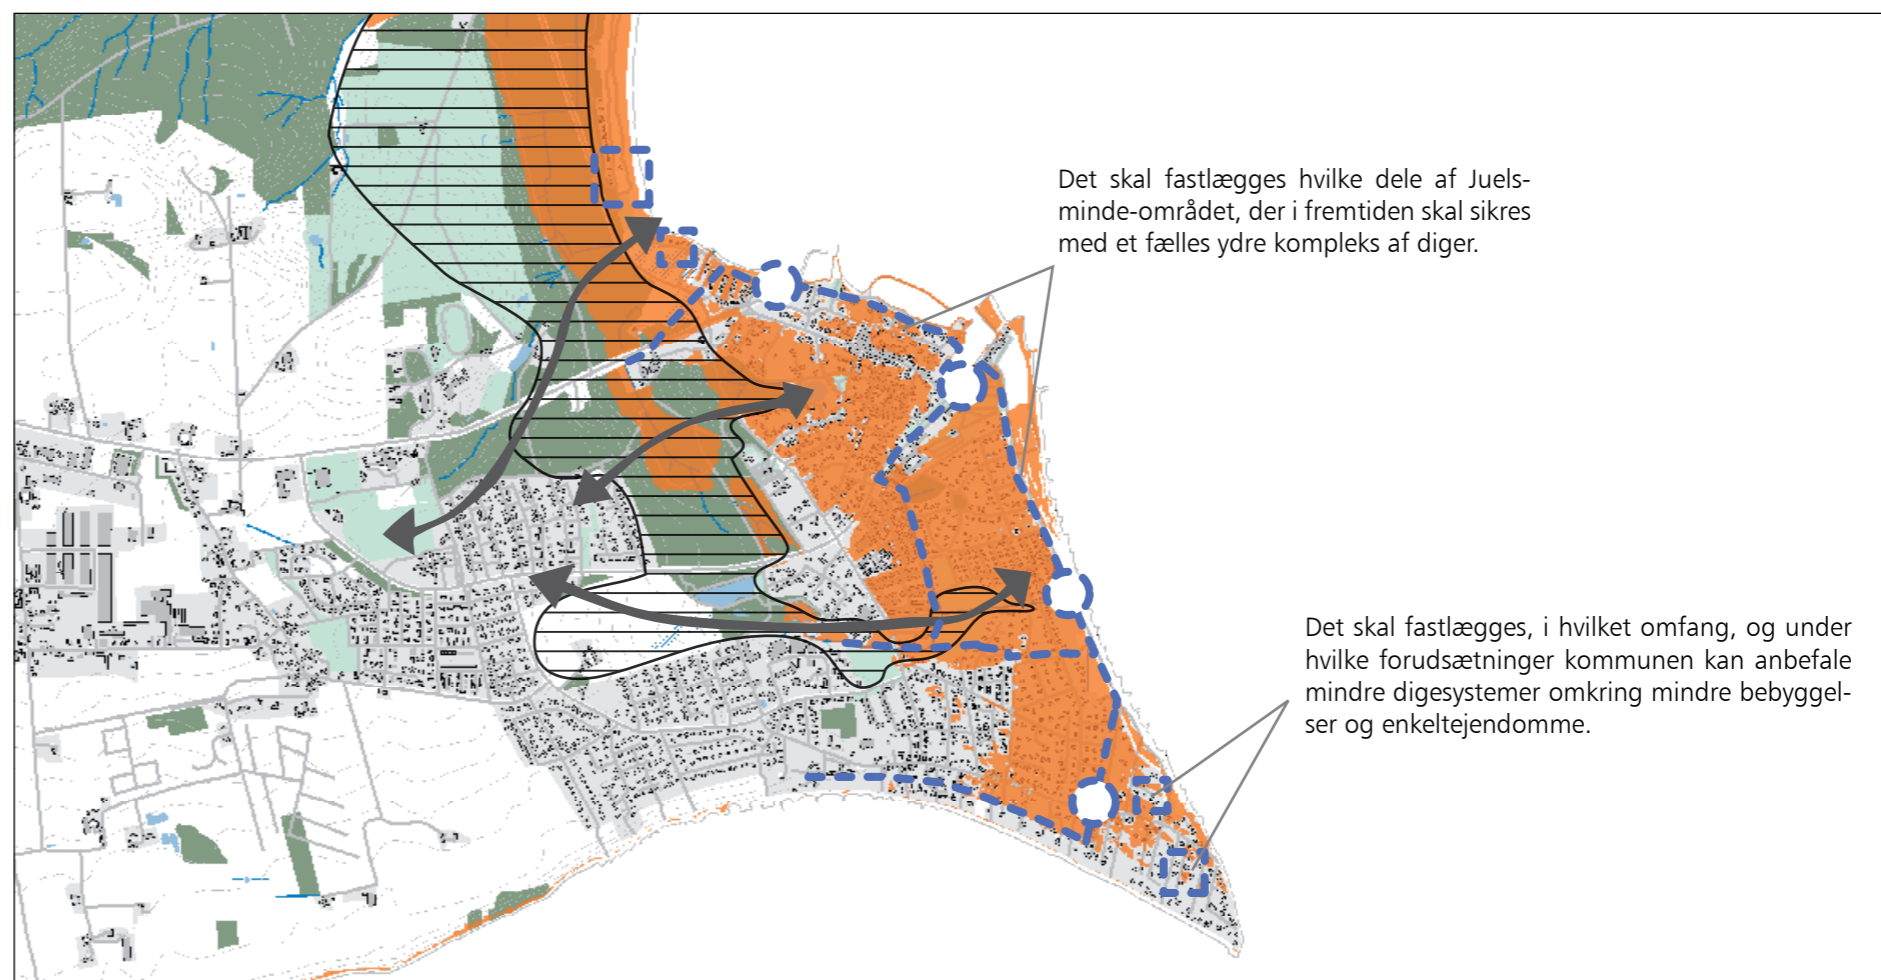 Det skal fastlægges hvilke dele af Juels-
minde-området, der i fremtiden skal sikres
med et fælles ydre kompleks af diger.
Det skal fastlægges, i hvilket omfang, og under
hvilke forudsætninger kommunen kan anbefale
mindre digesystemer omkring mindre bebyggel-
ser og enkeltejendomme.